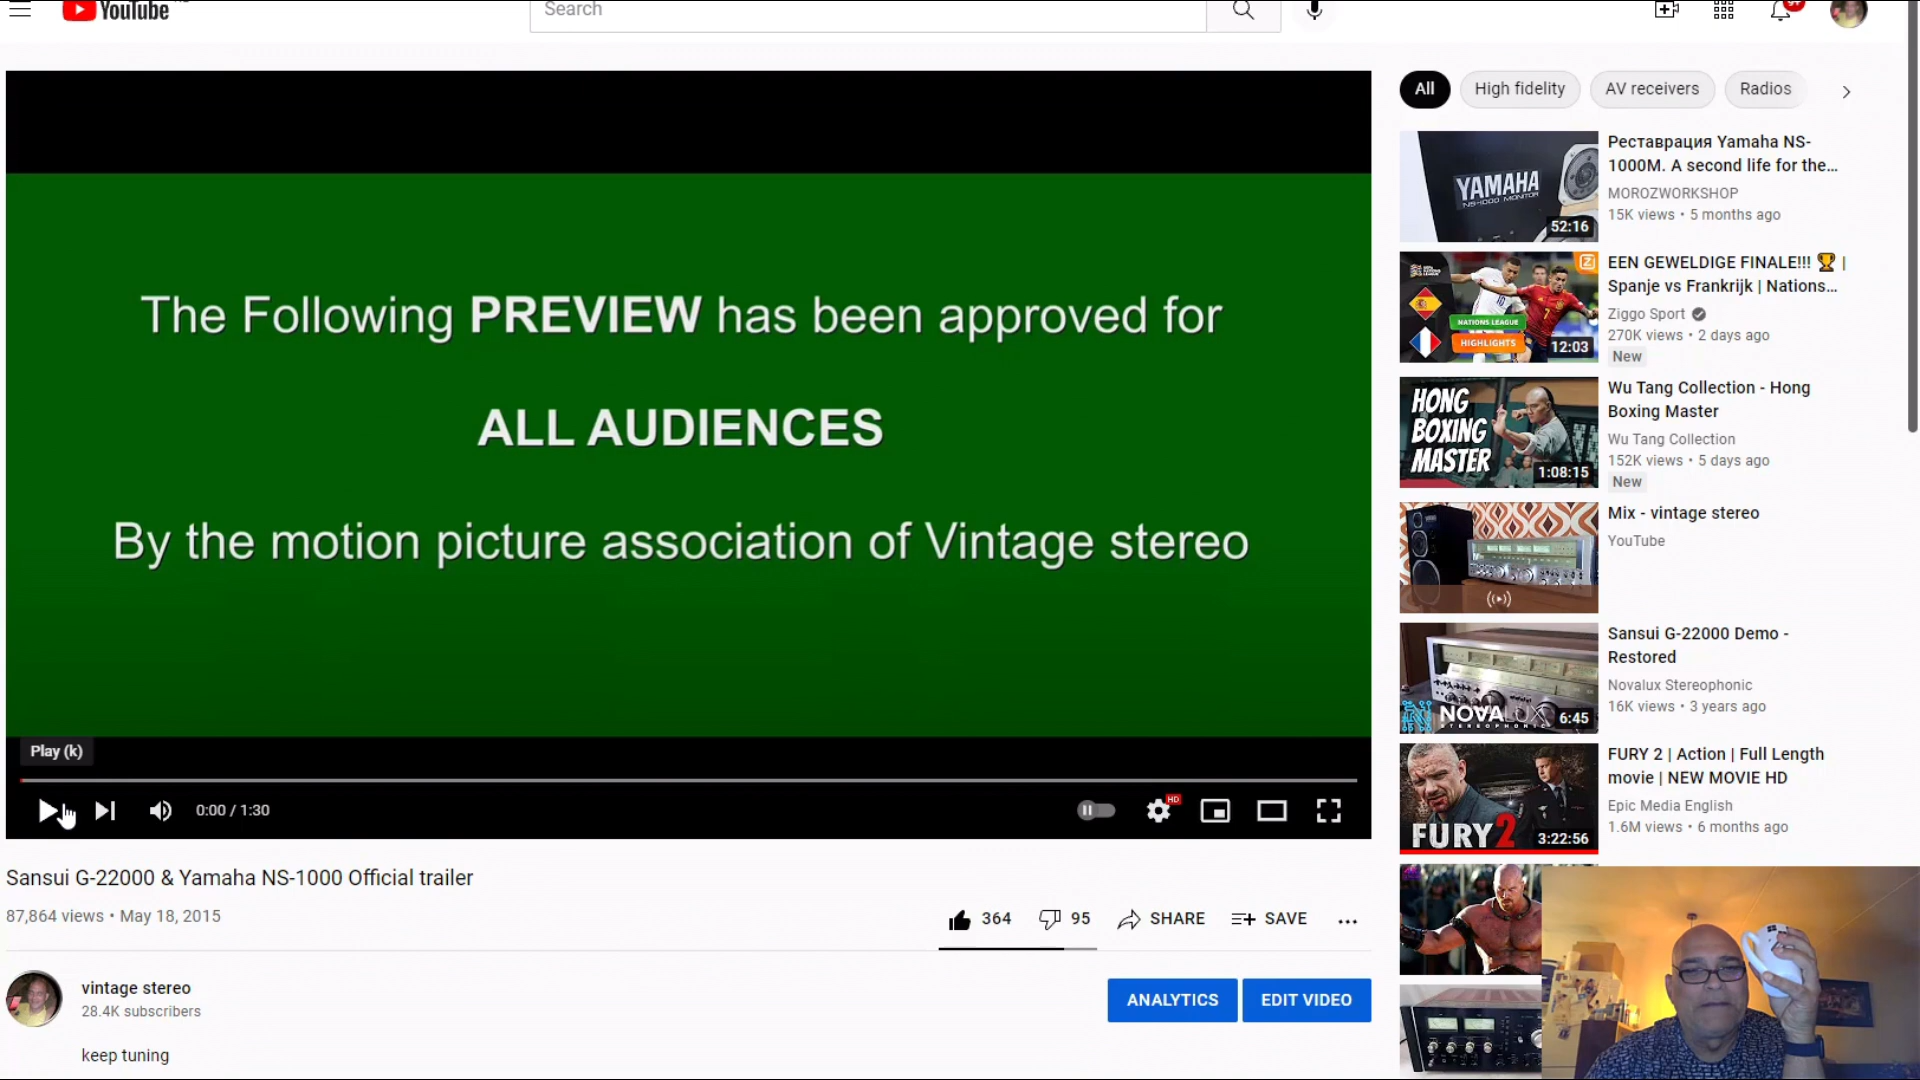 YouTube
Search
The Following PREVIEW has been approved for
ALL AUDIENCES
By the motion picture association of Vintage stereo
Play (k)
0:00 / 1:30
HD
Sansui G-22000 & Yamaha NS-1000 Official trailer
87,864 views • May 18, 2015
364
95
SHARE
SAVE
vintage stereo
28.4K subscribers
ANALYTICS
EDIT VIDEO
keep tuning
All
High fidelity
AV receivers
Radios
YAMAHA
NS-1000 MONITOR
52:16
Реставрация Yamaha NS-
1000M. A second life for the...
MOROZWORKSHOP
15K views • 5 months ago
NATIONS LEAGUE
HIGHLIGHTS
12:03
EEN GEWELDIGE FINALE!!! 🏆 |
Spanje vs Frankrijk | Nations...
Ziggo Sport
270K views • 2 days ago
New
HONG
BOXING
MASTER
1:08:15
Wu Tang Collection - Hong
Boxing Master
Wu Tang Collection
152K views • 5 days ago
New
Mix - vintage stereo
YouTube
NOVALUX
STEREOPHONIC
6:45
Sansui G-22000 Demo -
Restored
Novalux Stereophonic
16K views • 3 years ago
FURY 2
3:22:56
FURY 2 | Action | Full Length
movie | NEW MOVIE HD
Epic Media English
1.6M views • 6 months ago